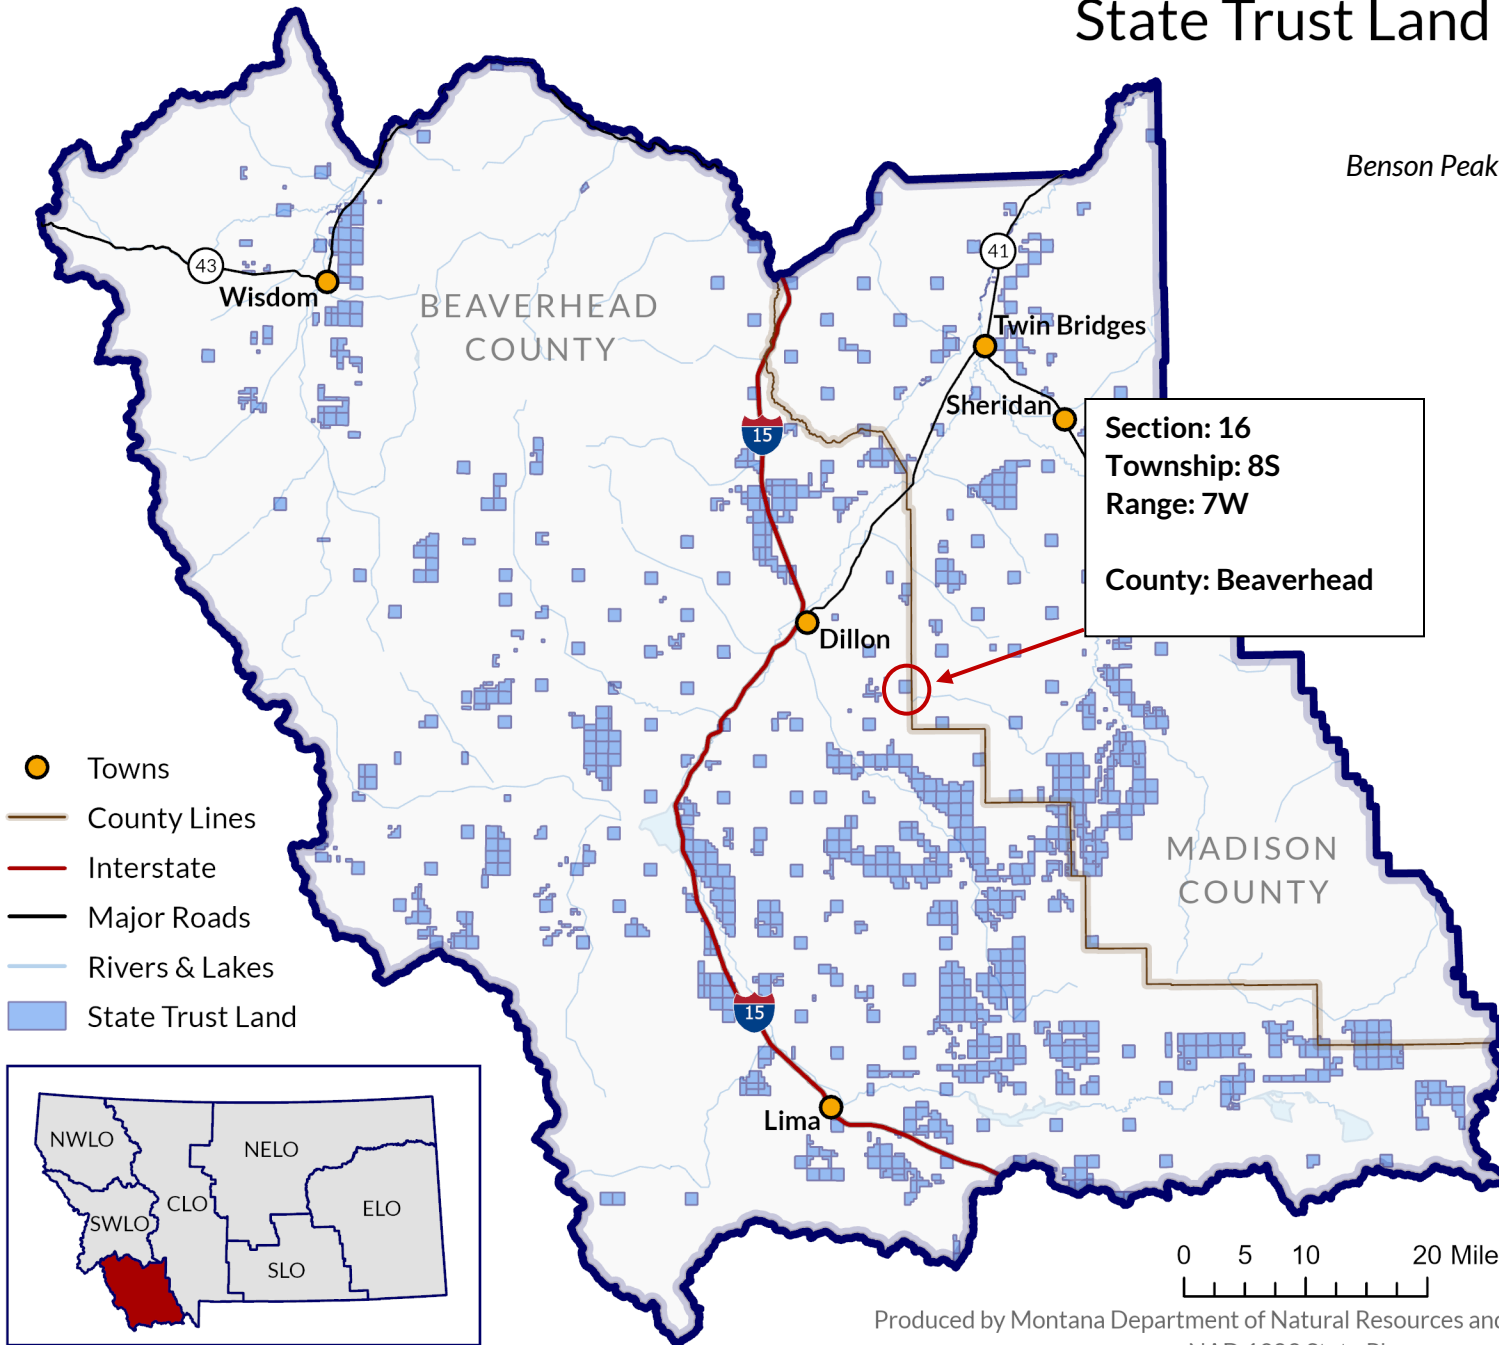 State Trust Land
Benson Peak
43
Wisdom
BEAVERHEAD
COUNTY
41
Twin Bridges
Sheridan
15
Section: 16
Township: 8S
Range: 7W
County: Beaverhead
Dillon
Towns
County Lines
Interstate
Major Roads
Rivers & Lakes
State Trust Land
MADISON
COUNTY
15
Lima
NWLO
NELO
CLO
SWLO
ELO
SLO
0 5 10 20 Mile
Produced by Montana Department of Natural Resources and